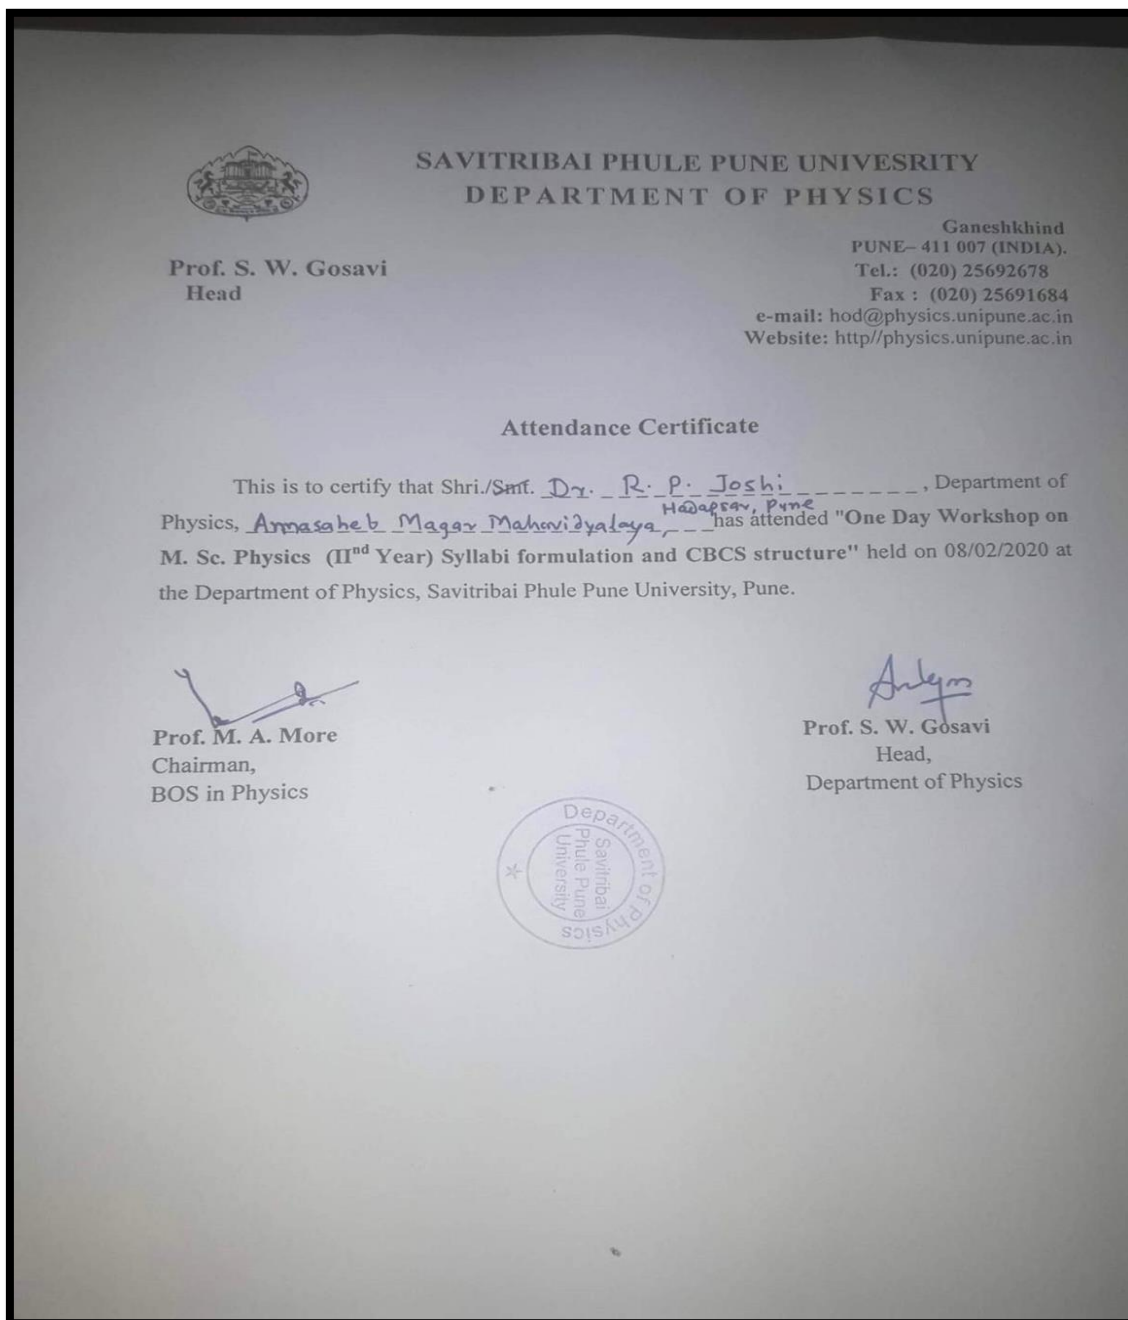 SAVITRIBAI PHULE PUNE UNIVESRITY
DEPARTMENT OF PHYSICS
Ganeshkhind
PUNE– 411 007 (INDIA).
Tel.: (020) 25692678
Fax : (020) 25691684
e-mail: hod@physics.unipune.ac.in
Website: http//physics.unipune.ac.in
Prof. S. W. Gosavi
Head
Attendance Certificate
This is to certify that Shri./Smt. Dr. R. P. Joshi, Department of
Hadapsar, Pune
Physics, Annasaheb Magar Mahavidyalaya, has attended "One Day Workshop on
M. Sc. Physics (IInd Year) Syllabi formulation and CBCS structure" held on 08/02/2020 at
the Department of Physics, Savitribai Phule Pune University, Pune.
Prof. M. A. More
Chairman,
BOS in Physics
Prof. S. W. Gosavi
Head,
Department of Physics
Department of Physics
Savitribai
Phule Pune
University